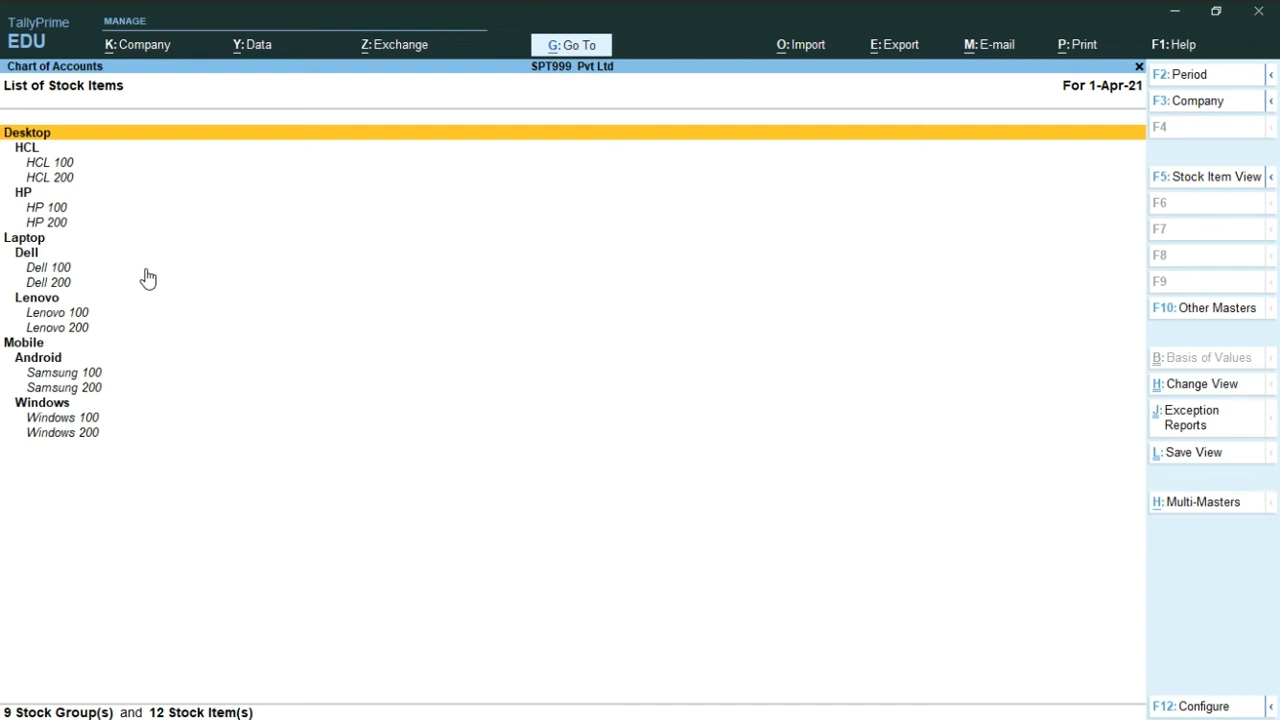 TallyPrime
EDU
MANAGE
K: Company
Y: Data
Z: Exchange
G: Go To
O: Import
E: Export
M: E-mail
P: Print
F1: Help
Chart of Accounts
SPT999 Pvt Ltd
List of Stock Items
For 1-Apr-21
Desktop
HCL
HCL 100
HCL 200
HP
HP 100
HP 200
Laptop
Dell
Dell 100
Dell 200
Lenovo
Lenovo 100
Lenovo 200
Mobile
Android
Samsung 100
Samsung 200
Windows
Windows 100
Windows 200
9 Stock Group(s) and 12 Stock Item(s)
F2: Period
F3: Company
F4
F5: Stock Item View
F6
F7
F8
F9
F10: Other Masters
B: Basis of Values
H: Change View
J: Exception
Reports
L: Save View
H: Multi-Masters
F12: Configure